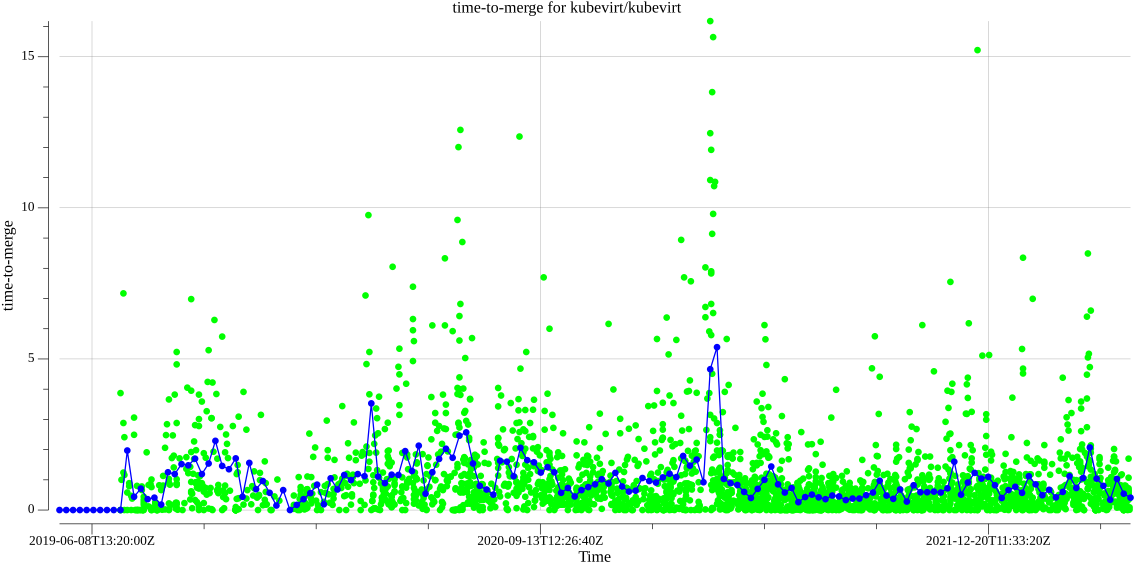 time-to-merge for kubevirt/kubevirt
15
10
5
0
time-to-merge
2019-06-08T13:20:00Z
2020-09-13T12:26:40Z
2021-12-20T11:33:20Z
Time